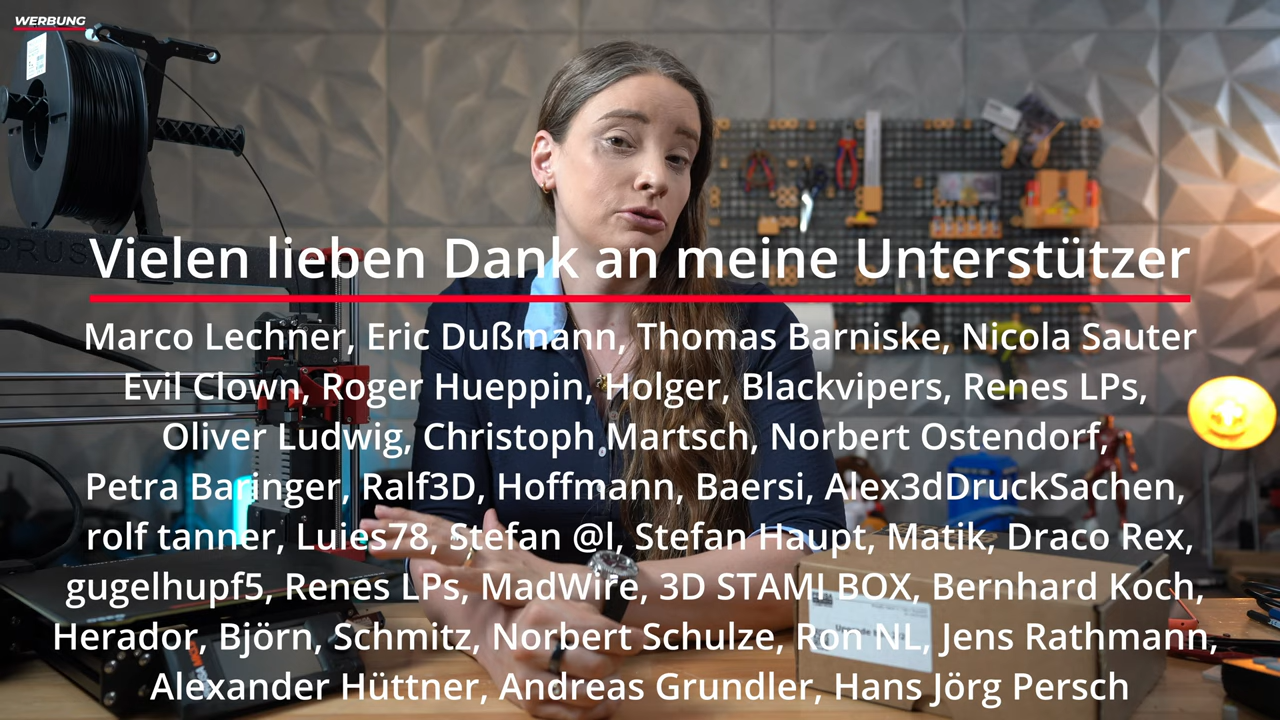 WERBUNG
PRUS
Vielen lieben Dank an meine Unterstützer
Marco Lechner, Eric Dußmann, Thomas Barniske, Nicola Sauter
Evil Clown, Roger Hueppin, Holger, Blackvipers, Renes LPs,
Oliver Ludwig, Christoph Martsch, Norbert Ostendorf,
Petra Baringer, Ralf3D, Hoffmann, Baersi, Alex3dDruckSachen,
rolf tanner, Luies78, Stefan @l, Stefan Haupt, Matik, Draco Rex,
gugelhupf5, Renes LPs, MadWire, 3D STAMI BOX, Bernhard Koch,
Herador, Björn, Schmitz, Norbert Schulze, Ron NL, Jens Rathmann,
Alexander Hüttner, Andreas Grundler, Hans Jörg Persch